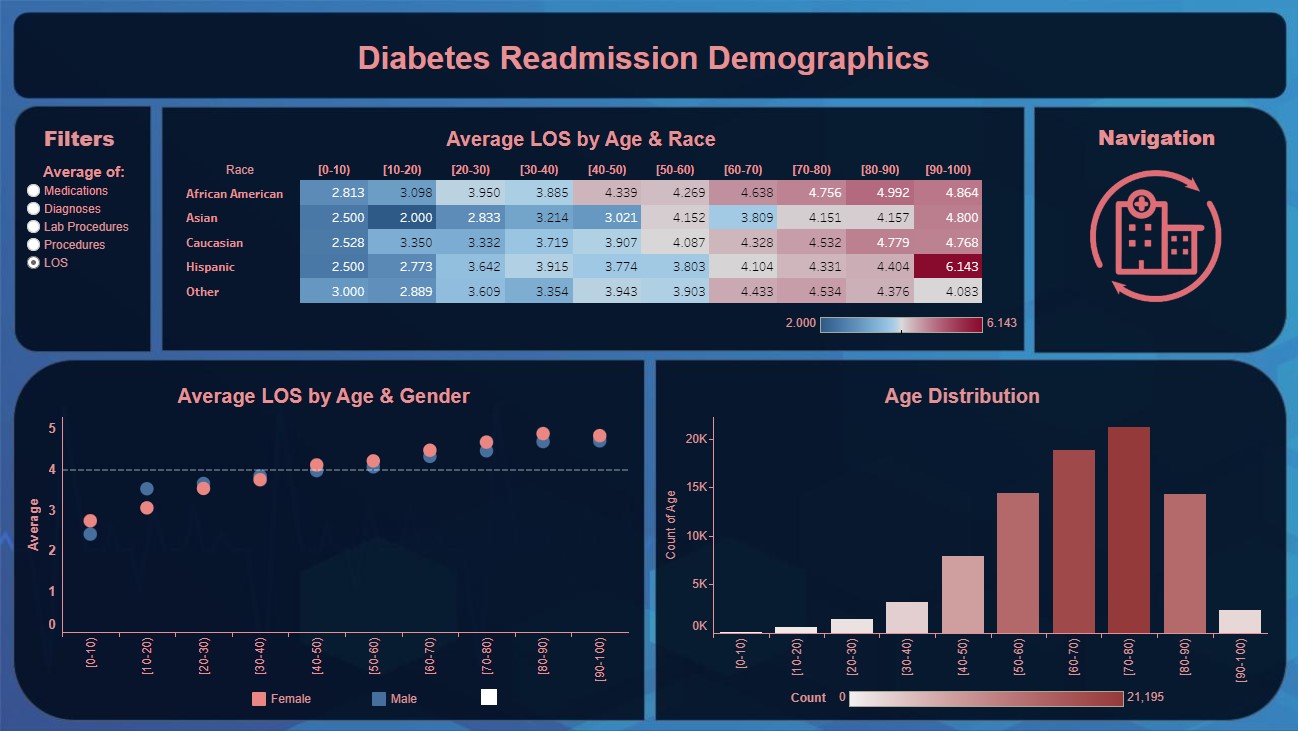 Diabetes Readmission Demographics
Filters
Average of:
Medications
Diagnoses
Lab Procedures
Procedures
LOS
Average LOS by Age & Race
Race [0-10) [10-20) [20-30) [30-40) [40-50) [50-60) [60-70) [70-80) [80-90) [90-100)
African American 2.813 3.098 3.950 3.885 4.339 4.269 4.638 4.756 4.992 4.864
Asian 2.500 2.000 2.833 3.214 3.021 4.152 3.809 4.151 4.157 4.800
Caucasian 2.528 3.350 3.332 3.719 3.907 4.087 4.328 4.532 4.779 4.768
Hispanic 2.500 2.773 3.642 3.915 3.774 3.803 4.104 4.331 4.404 6.143
Other 3.000 2.889 3.609 3.354 3.943 3.903 4.433 4.534 4.376 4.083
2.000 6.143
Navigation
Average LOS by Age & Gender
Average
5
4
3
2
1
0
[0-10) [10-20) [20-30) [30-40) [40-50) [50-60) [60-70) [70-80) [80-90) [90-100)
Female Male
Age Distribution
Count of Age
20K
15K
10K
5K
0K
[0-10) [10-20) [20-30) [30-40) [40-50) [50-60) [60-70) [70-80) [80-90) [90-100)
Count 0 21,195